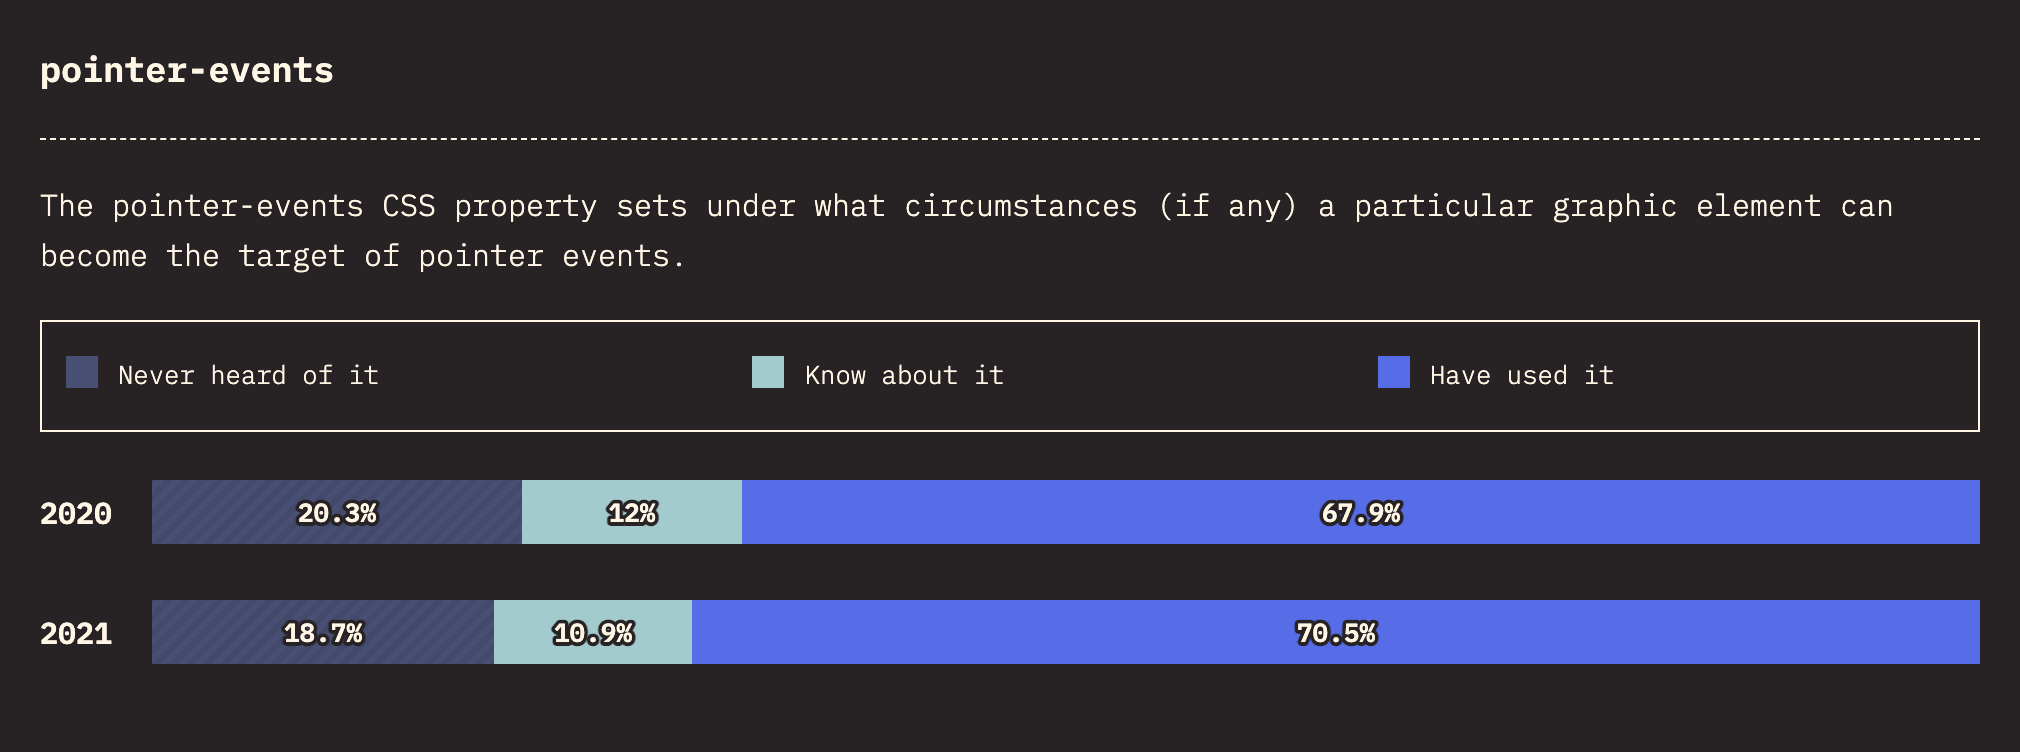 pointer-events
The pointer-events CSS property sets under what circumstances (if any) a particular graphic element can
become the target of pointer events.
Never heard of it Know about it Have used it
2020 20.3% 12% 67.9%
2021 18.7% 10.9% 70.5%